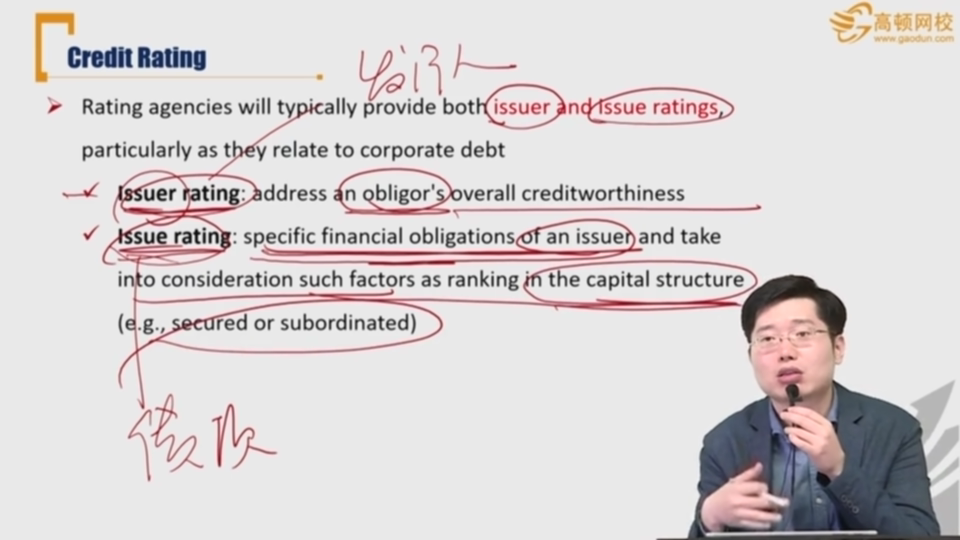 高顿网校
www.gaodun.com
Credit Rating
发行人
Rating agencies will typically provide both issuer and issue ratings,
particularly as they relate to corporate debt
Issuer rating: address an obligor's overall creditworthiness
Issue rating: specific financial obligations of an issuer and take
into consideration such factors as ranking in the capital structure
(e.g., secured or subordinated)
债项